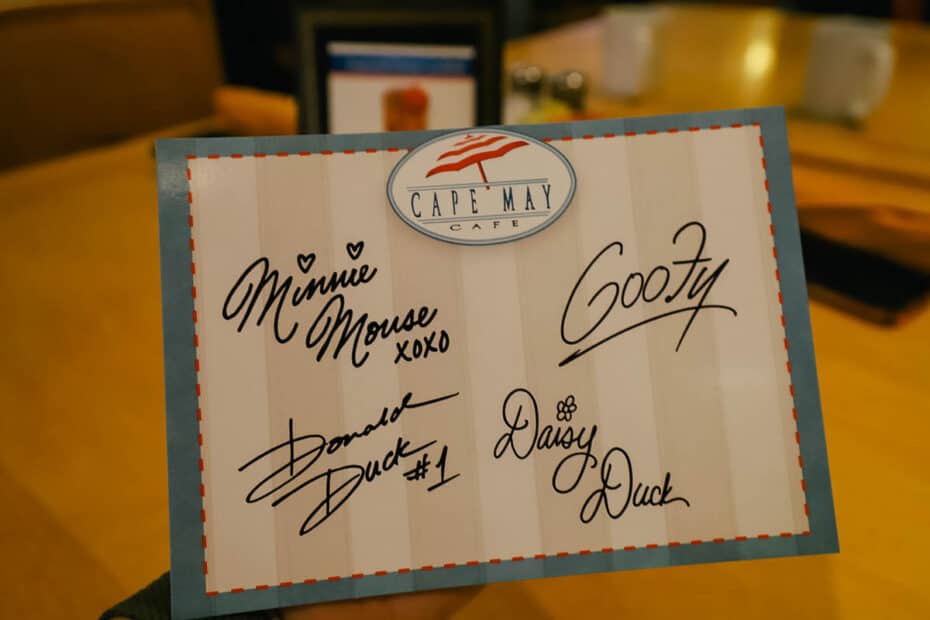 CAPE MAY
CAFE
Minnie
Mouse
xoxo
Goofy
Donald
Duck #1
Daisy
Duck